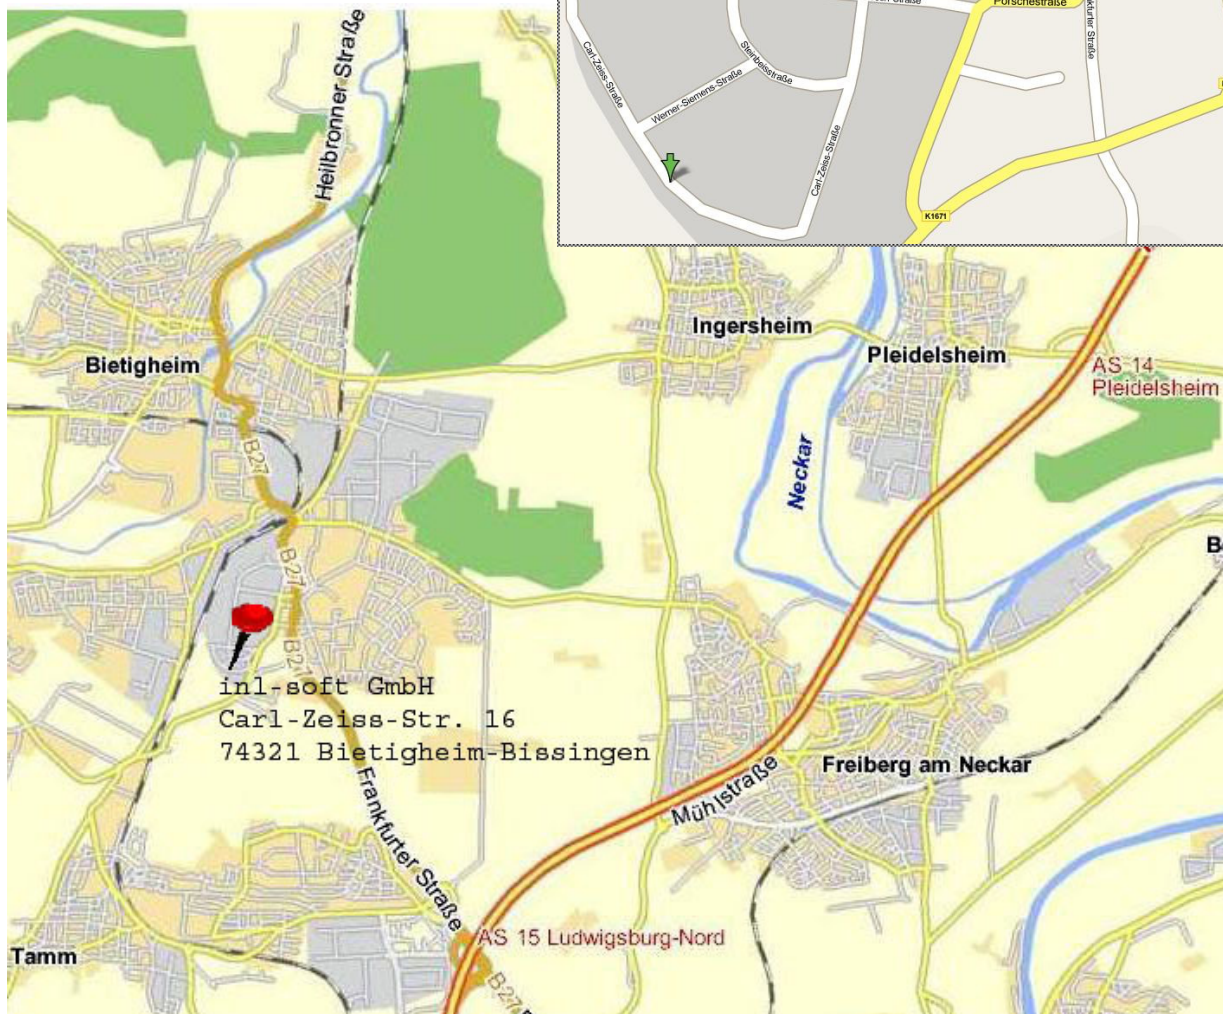 Porschestraße
Carl-Zeiss-Straße
Steinbeisstraße
Werner-Siemens-Straße
Carl-Zeiss-Straße
K1671
Heilbronner Straße
Ingersheim
Pleidelsheim
Bietigheim
AS 14
Pleidelsheim
Neckar
B27
B27
B27
inl-soft GmbH
Carl-Zeiss-Str. 16
74321 Bietigheim-Bissingen
Freiberg am Neckar
Mühlstraße
Frankfurter Straße
AS 15 Ludwigsburg-Nord
Tamm
B27